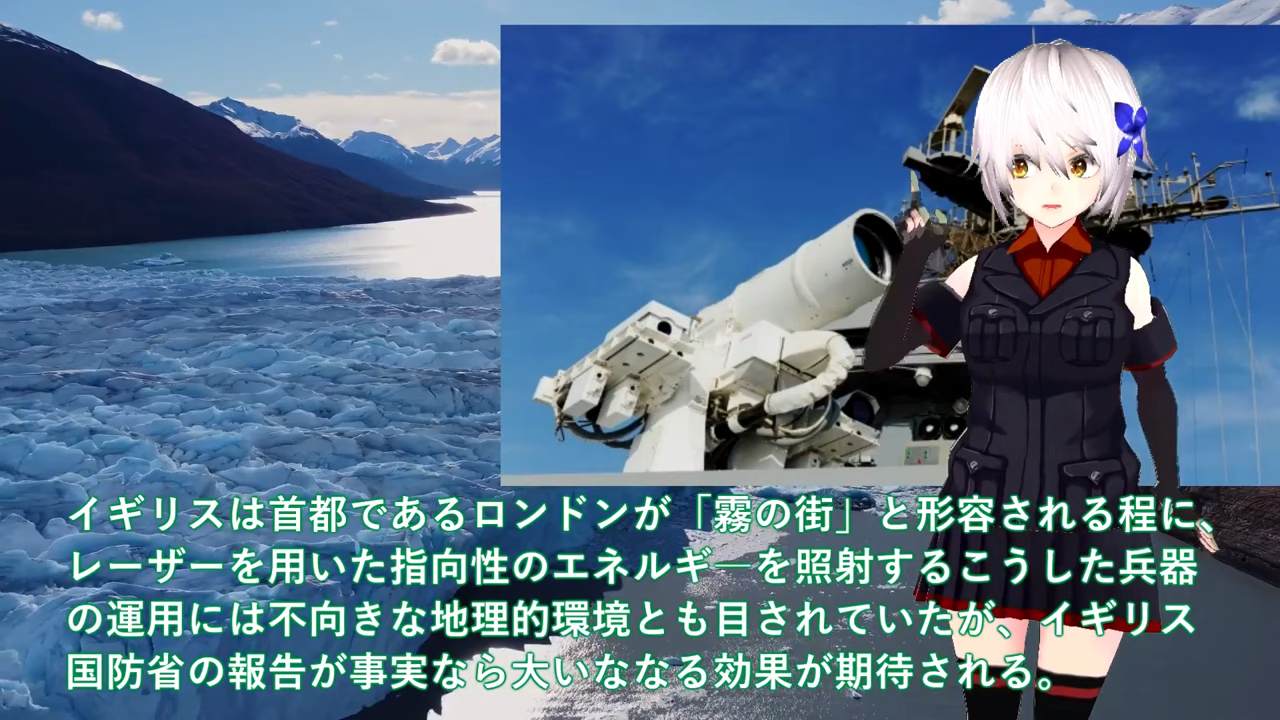 イギリスは首都であるロンドンが「霧の街」と形容される程に、
レーザーを用いた指向性のエネルギ―を照射するこうした兵器
の運用には不向きな地理的環境とも目されていたが、イギリス
国防省の報告が事実なら大いななる効果が期待される。